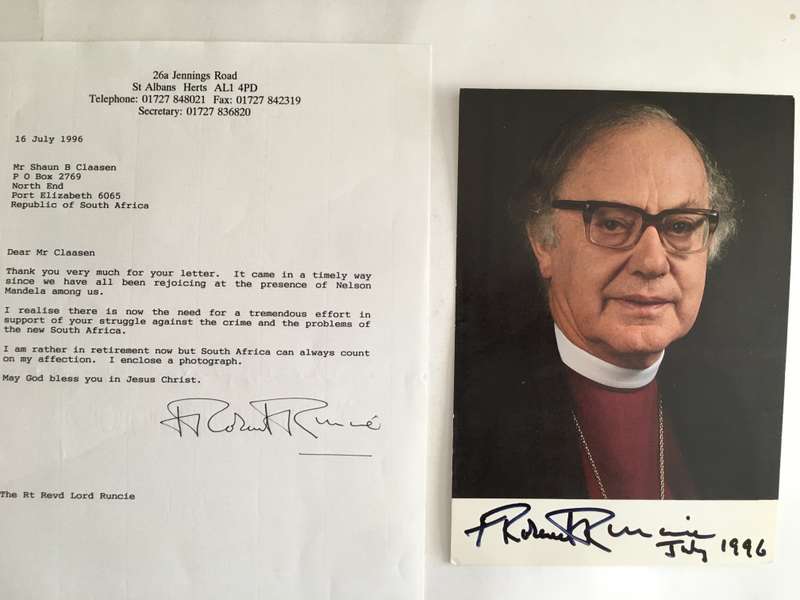 26a Jennings Road
St Albans Herts AL1 4PD
Telephone: 01727 848021 Fax: 01727 842319
Secretary: 01727 836820
16 July 1996
Mr Shaun B Claasen
P O Box 2769
North End
Port Elizabeth 6065
Republic of South Africa
Dear Mr Claasen
Thank you very much for your letter. It came in a timely way
since we have all been rejoicing at the presence of Nelson
Mandela among us.
I realise there is now the need for a tremendous effort in
support of your struggle against the crime and the problems of
the new South Africa.
I am rather in retirement now but South Africa can always count
on my affection. I enclose a photograph.
May God bless you in Jesus Christ.
Robert Runcie
The Rt Revd Lord Runcie
Robert Runcie
July 1996